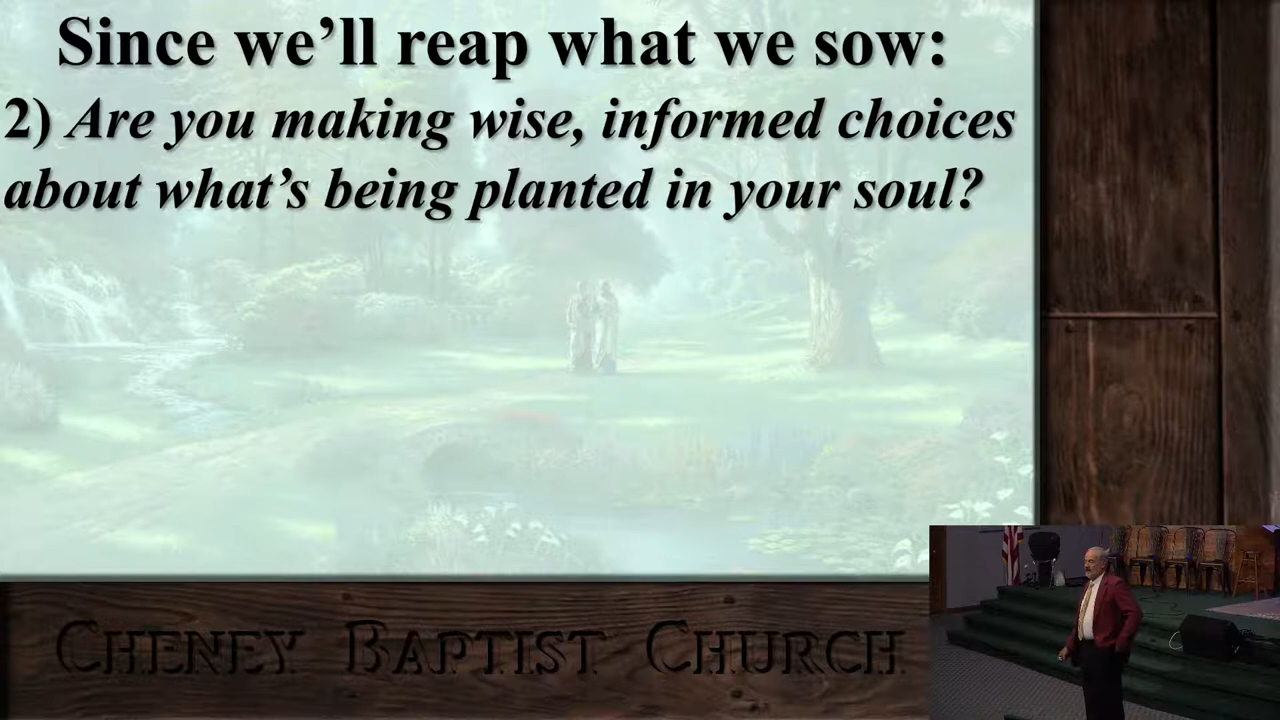 Since we’ll reap what we sow:
2) Are you making wise, informed choices
about what’s being planted in your soul?
Cheney Baptist Church